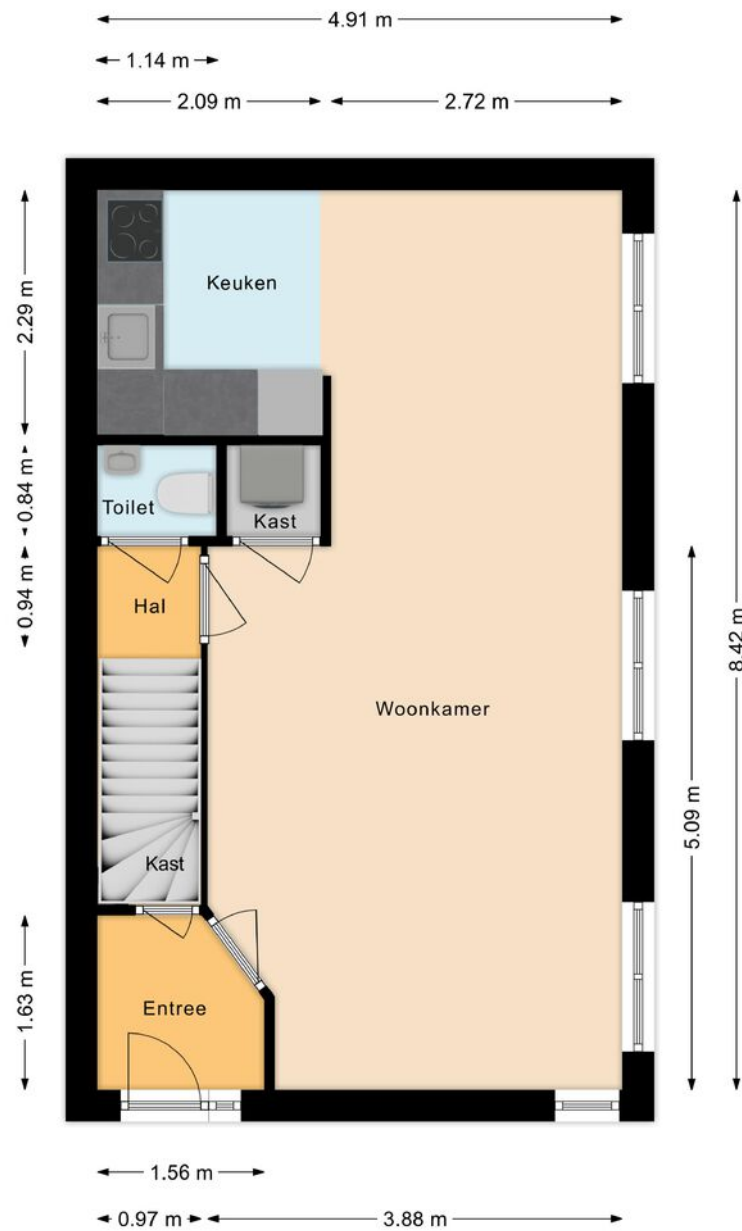 4.91 m
1.14 m
2.09 m
2.72 m
Keuken
2.29 m
0.84 m
Toilet
Kast
0.94 m
Hal
8.42 m
Woonkamer
5.09 m
Kast
1.63 m
Entree
1.56 m
0.97 m
3.88 m